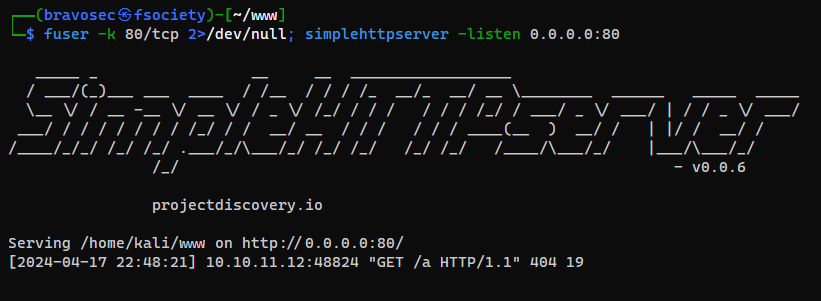 ┌──(bravosec㉿fsociety)-[~/www]
└─$ fuser -k 80/tcp 2>/dev/null; simplehttpserver -listen 0.0.0.0:80
SimpleHTTPserver
- v0.0.6
projectdiscovery.io
Serving /home/kali/www on http://0.0.0.0:80/
[2024-04-17 22:48:21] 10.10.11.12:48824 "GET /a HTTP/1.1" 404 19